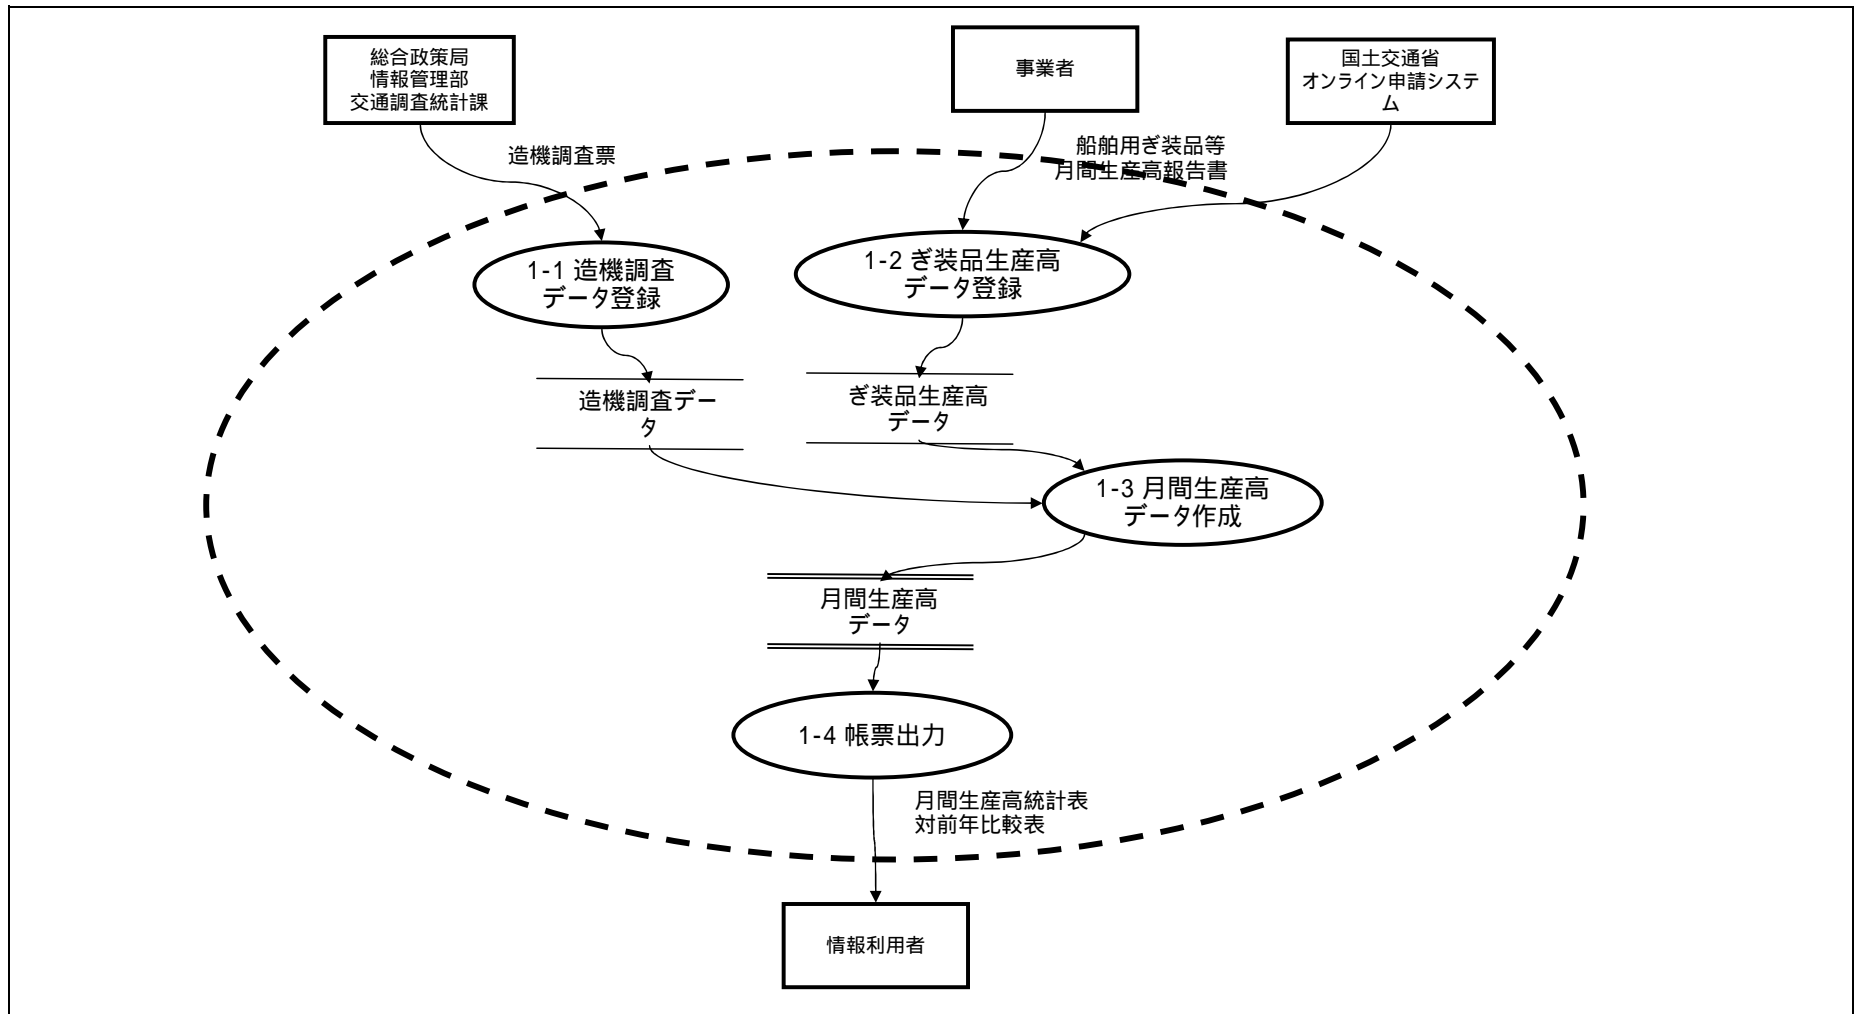 総合政策局
情報管理部
交通調査統計課
事業者
国土交通省
オンライン申請システ
ム
造機調査票
船舶用ぎ装品等
月間生産高報告書
1-1 造機調査
データ登録
1-2 ぎ装品生産高
データ登録
造機調査デー
タ
ぎ装品生産高
データ
1-3 月間生産高
データ作成
月間生産高
データ
1-4 帳票出力
月間生産高統計表
対前年比較表
情報利用者